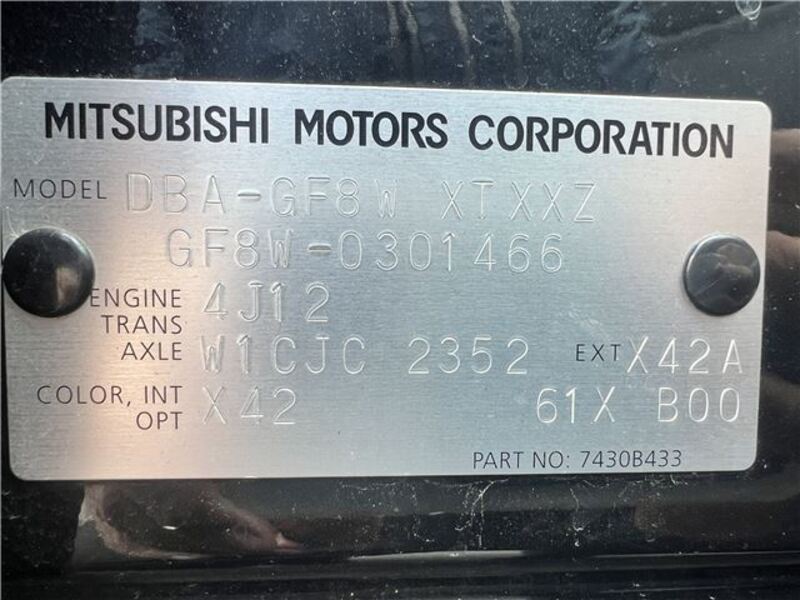 MITSUBISHI MOTORS CORPORATION
MODEL DBA-GF8W XTXXZ
GF8W-0301466
ENGINE 4J12
TRANS
AXLE W1CJC 2352 EXT X42A
COLOR, INT X42 61X B00
OPT
PART NO: 7430B433